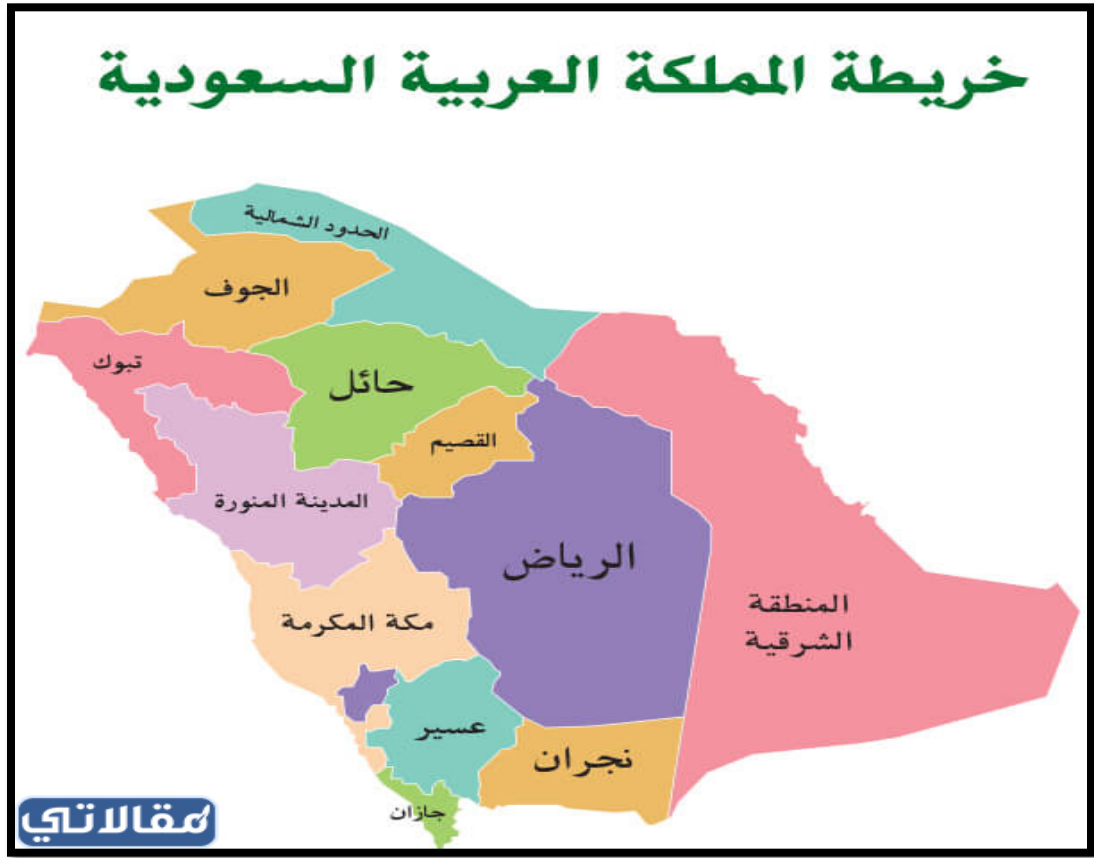 خريطة المملكة العربية السعودية
الحدود الشمالية
الجوف
تبوك
حائل
القصيم
المدينة المنورة
الرياض
مكة المكرمة
المنطقة
الشرقية
عسير
نجران
جازان
مقالاتي